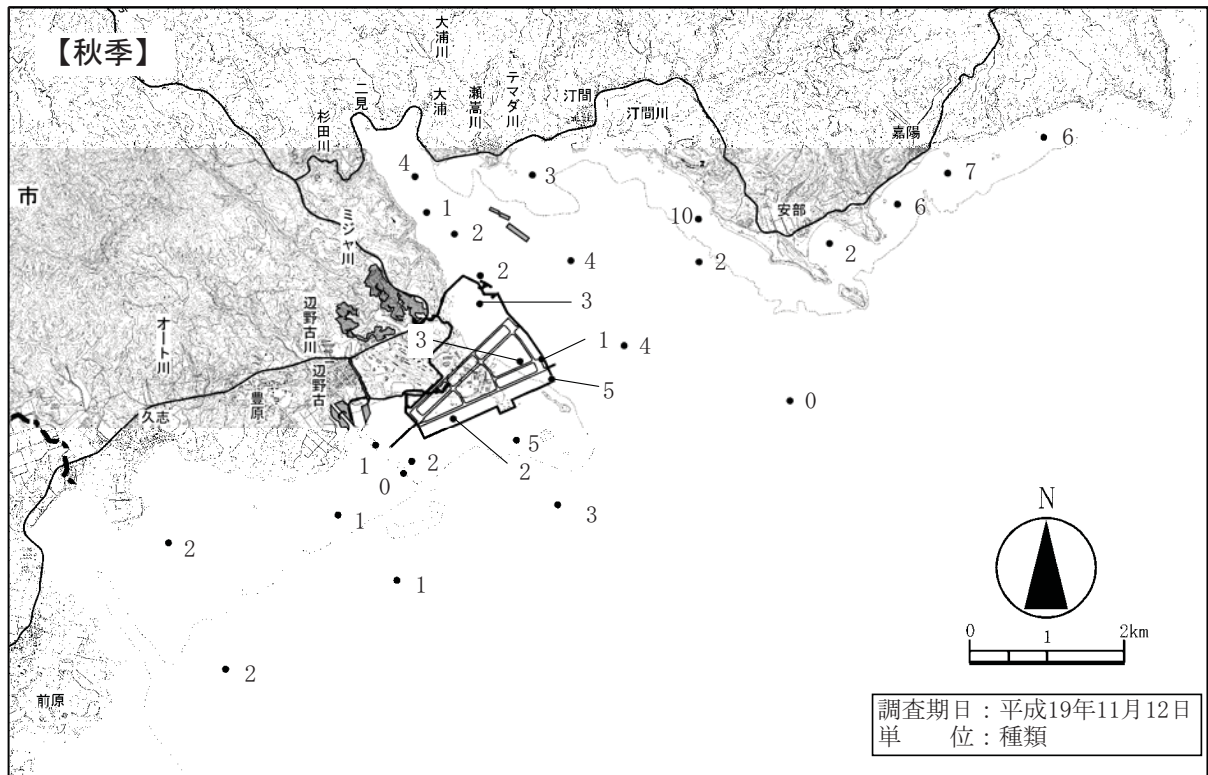 【秋季】
大浦川
二見
大浦
瀬嵩川
テマダ川
汀間
汀間川
杉田川
嘉陽
市
ミジャ川
安部
辺野古川
辺野古
オート川
豊原
久志
前原
6
7
6
2
4
3
1
2
10
2
4
2
3
3
1
4
5
0
5
2
1
2
0
1
3
2
1
2
N
0 1 2km
調査期日：平成19年11月12日
単　　位：種類